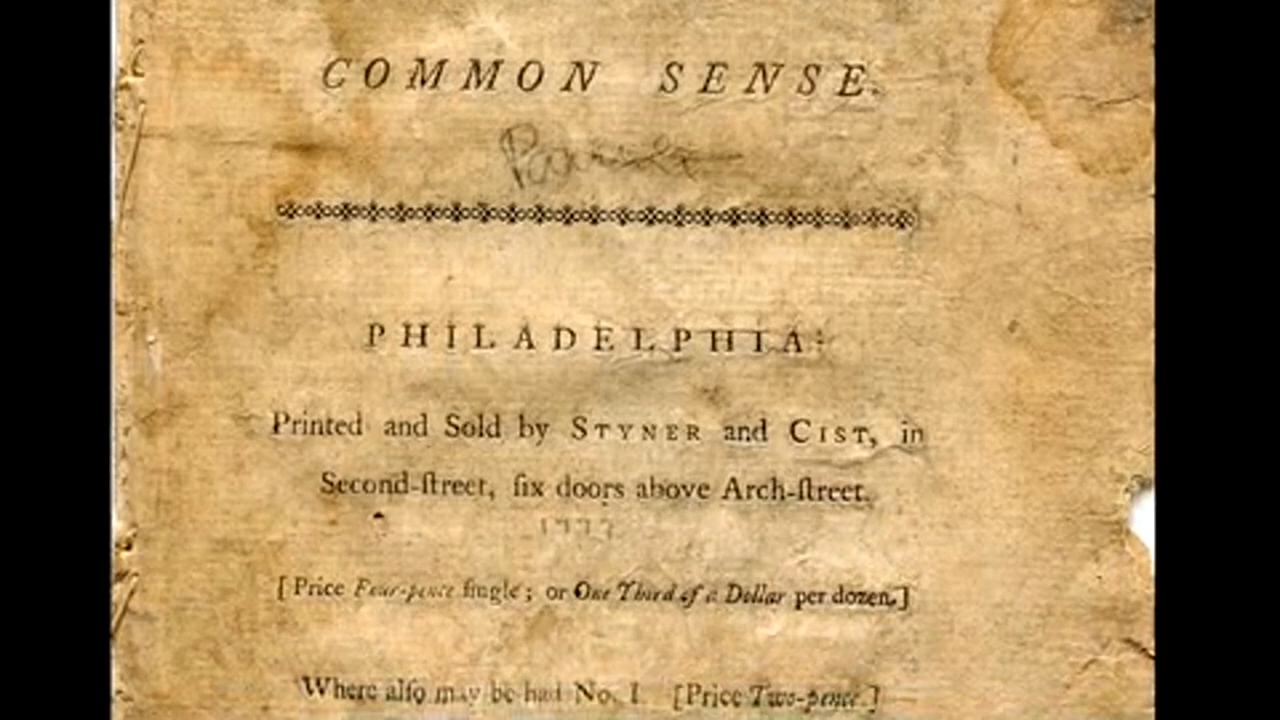 COMMON SENSE.
PHILADELPHIA:
Printed and Sold by STYNER and CIST, in
Second-ſtreet, ſix doors above Arch-ſtreet.
1777
[Price Four-pence ſingle; or One Third of a Dollar per dozen.]
Where alſo may be had No. I. [Price Two-pence.]